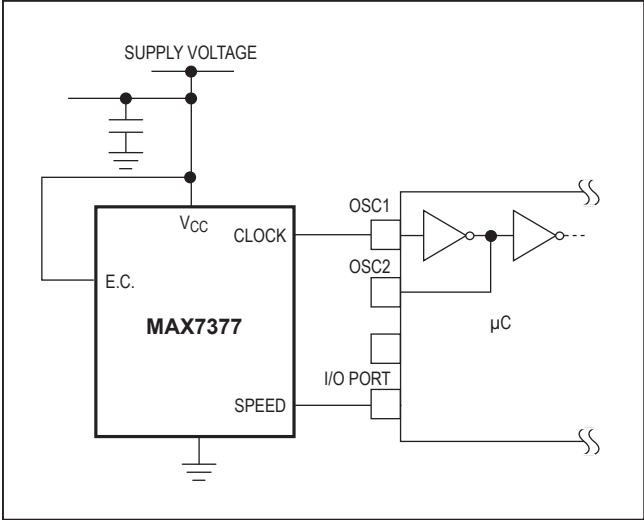 SUPPLY VOLTAGE
VCC
OSC1
CLOCK
OSC2
E.C.
MAX7377
µC
I/O PORT
SPEED